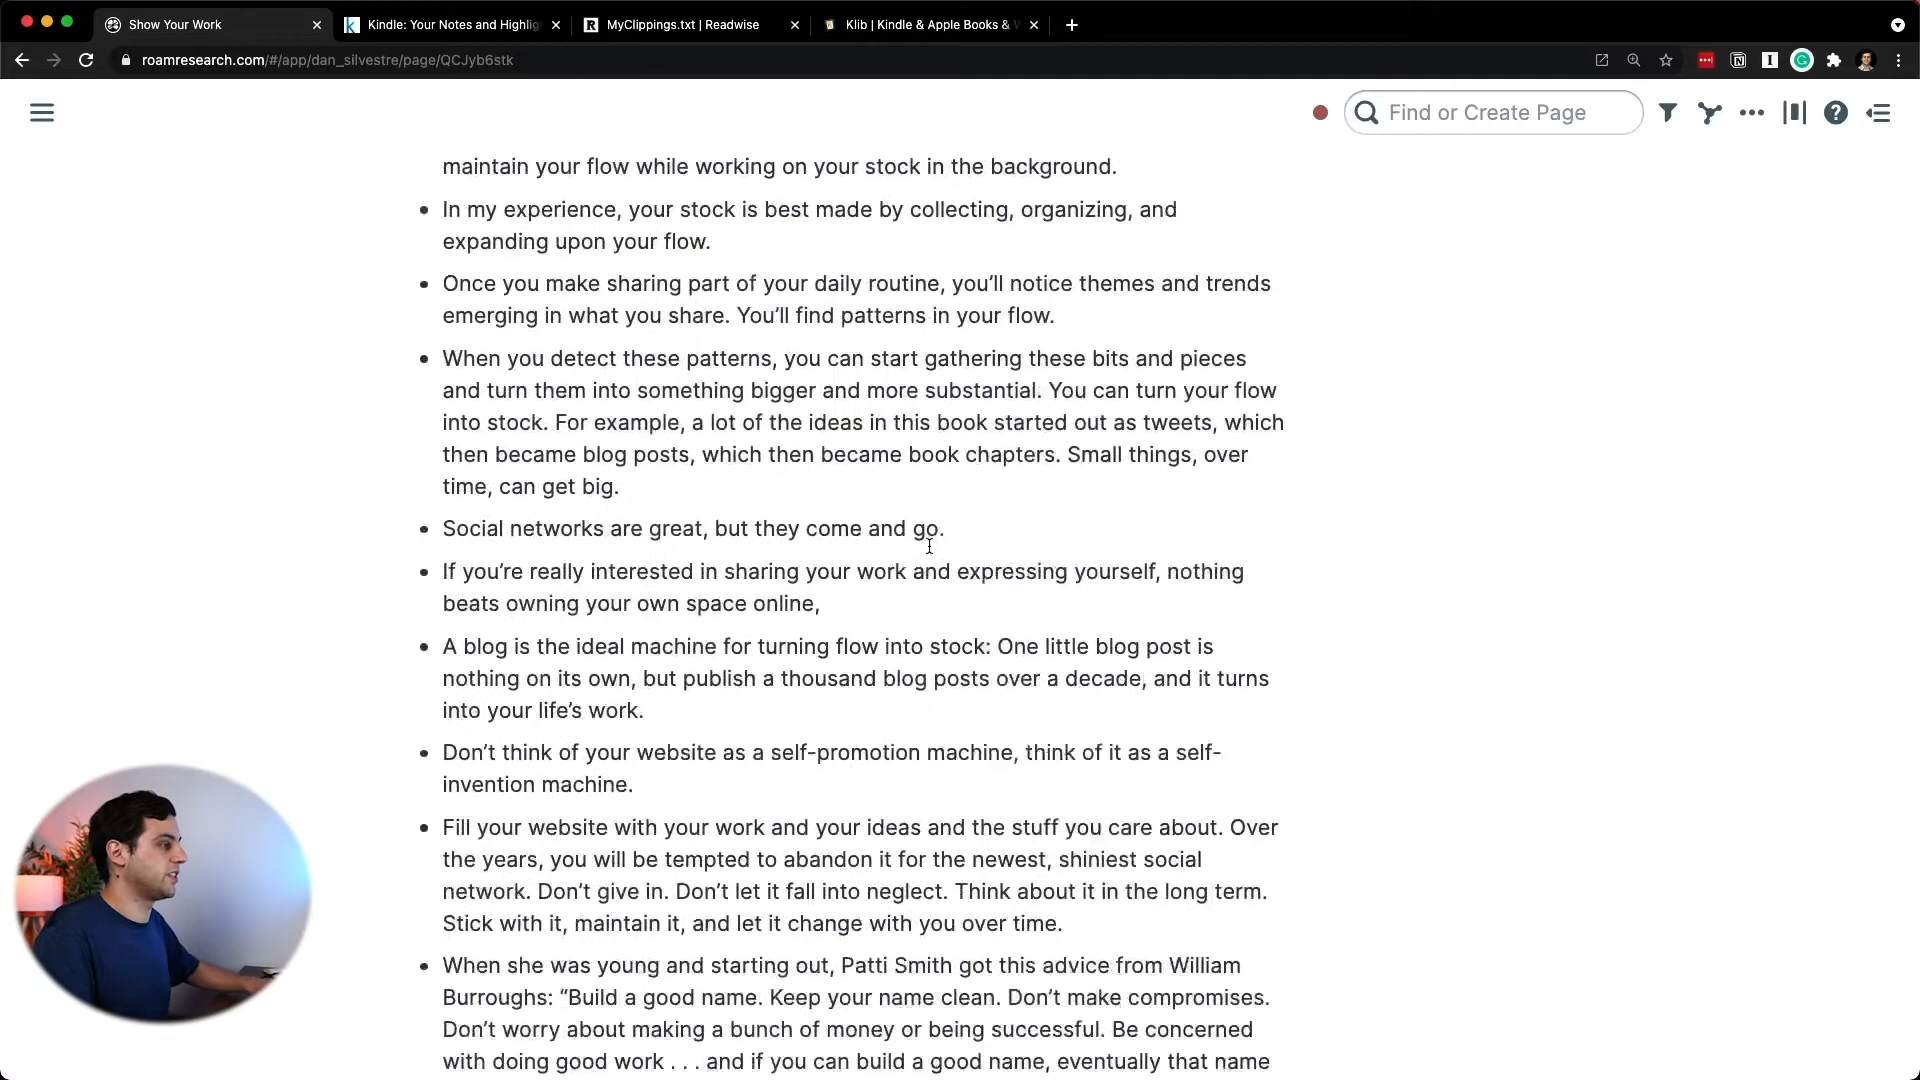 Show Your Work
Kindle: Your Notes and Highlig
MyClippings.txt | Readwise
Klib | Kindle & Apple Books &
roamresearch.com/#/app/dan_silvestre/page/QCJyb6stk
Find or Create Page
maintain your flow while working on your stock in the background.
In my experience, your stock is best made by collecting, organizing, and
expanding upon your flow.
Once you make sharing part of your daily routine, you’ll notice themes and trends
emerging in what you share. You’ll find patterns in your flow.
When you detect these patterns, you can start gathering these bits and pieces
and turn them into something bigger and more substantial. You can turn your flow
into stock. For example, a lot of the ideas in this book started out as tweets, which
then became blog posts, which then became book chapters. Small things, over
time, can get big.
Social networks are great, but they come and go.
If you’re really interested in sharing your work and expressing yourself, nothing
beats owning your own space online,
A blog is the ideal machine for turning flow into stock: One little blog post is
nothing on its own, but publish a thousand blog posts over a decade, and it turns
into your life’s work.
Don’t think of your website as a self-promotion machine, think of it as a self-
invention machine.
Fill your website with your work and your ideas and the stuff you care about. Over
the years, you will be tempted to abandon it for the newest, shiniest social
network. Don’t give in. Don’t let it fall into neglect. Think about it in the long term.
Stick with it, maintain it, and let it change with you over time.
When she was young and starting out, Patti Smith got this advice from William
Burroughs: “Build a good name. Keep your name clean. Don’t make compromises.
Don’t worry about making a bunch of money or being successful. Be concerned
with doing good work . . . and if you can build a good name, eventually that name